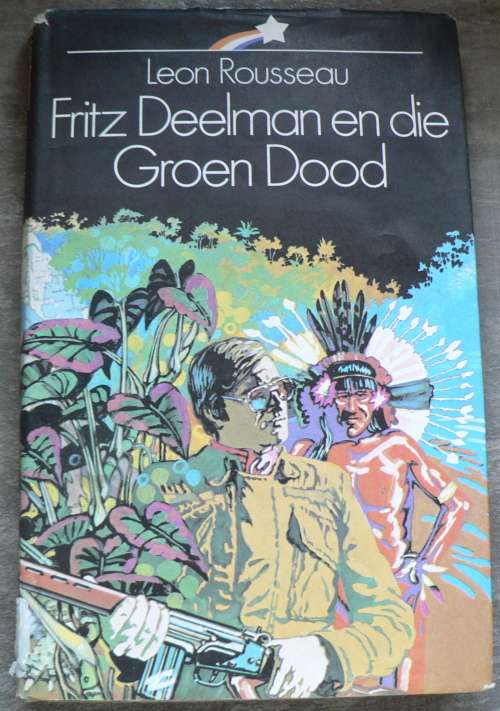 Leon Rousseau
Fritz Deelman en die
Groen Dood